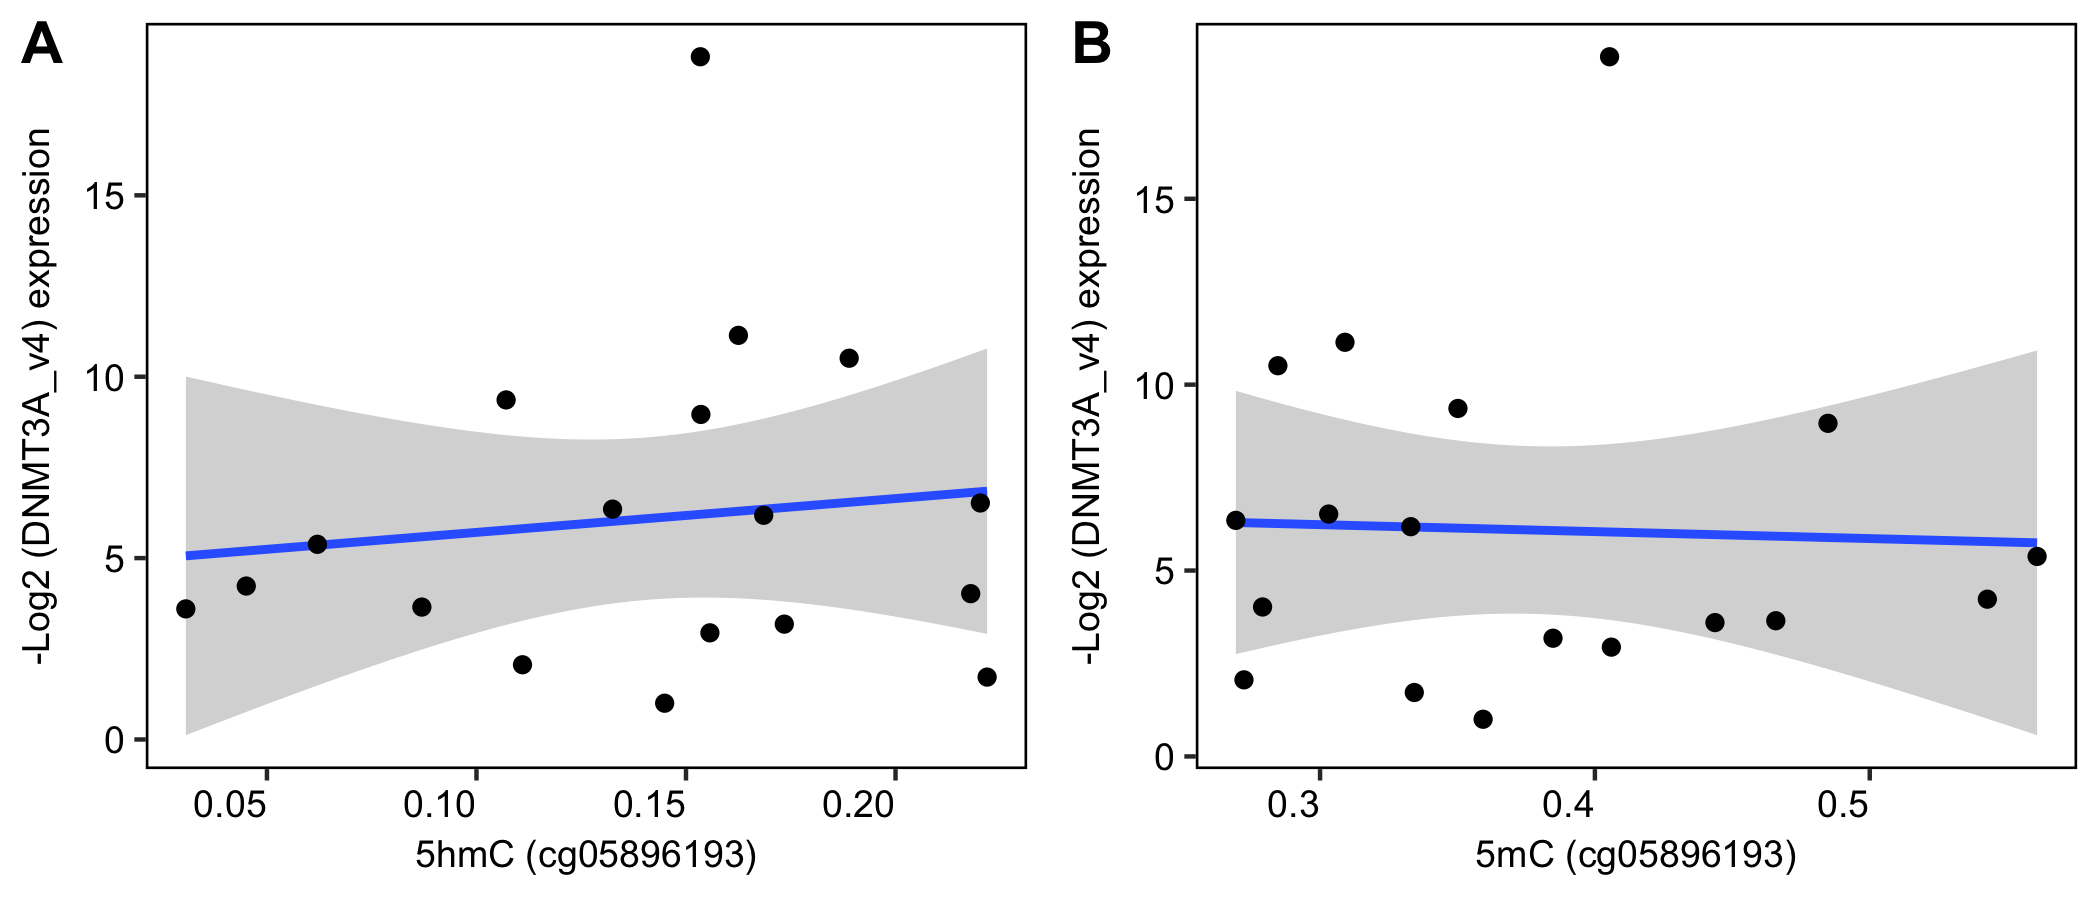 A
-Log2 (DNMT3A_v4) expression
15
10
5
0
0.05 0.10 0.15 0.20
5hmC (cg05896193)
B
-Log2 (DNMT3A_v4) expression
15
10
5
0
0.3 0.4 0.5
5mC (cg05896193)